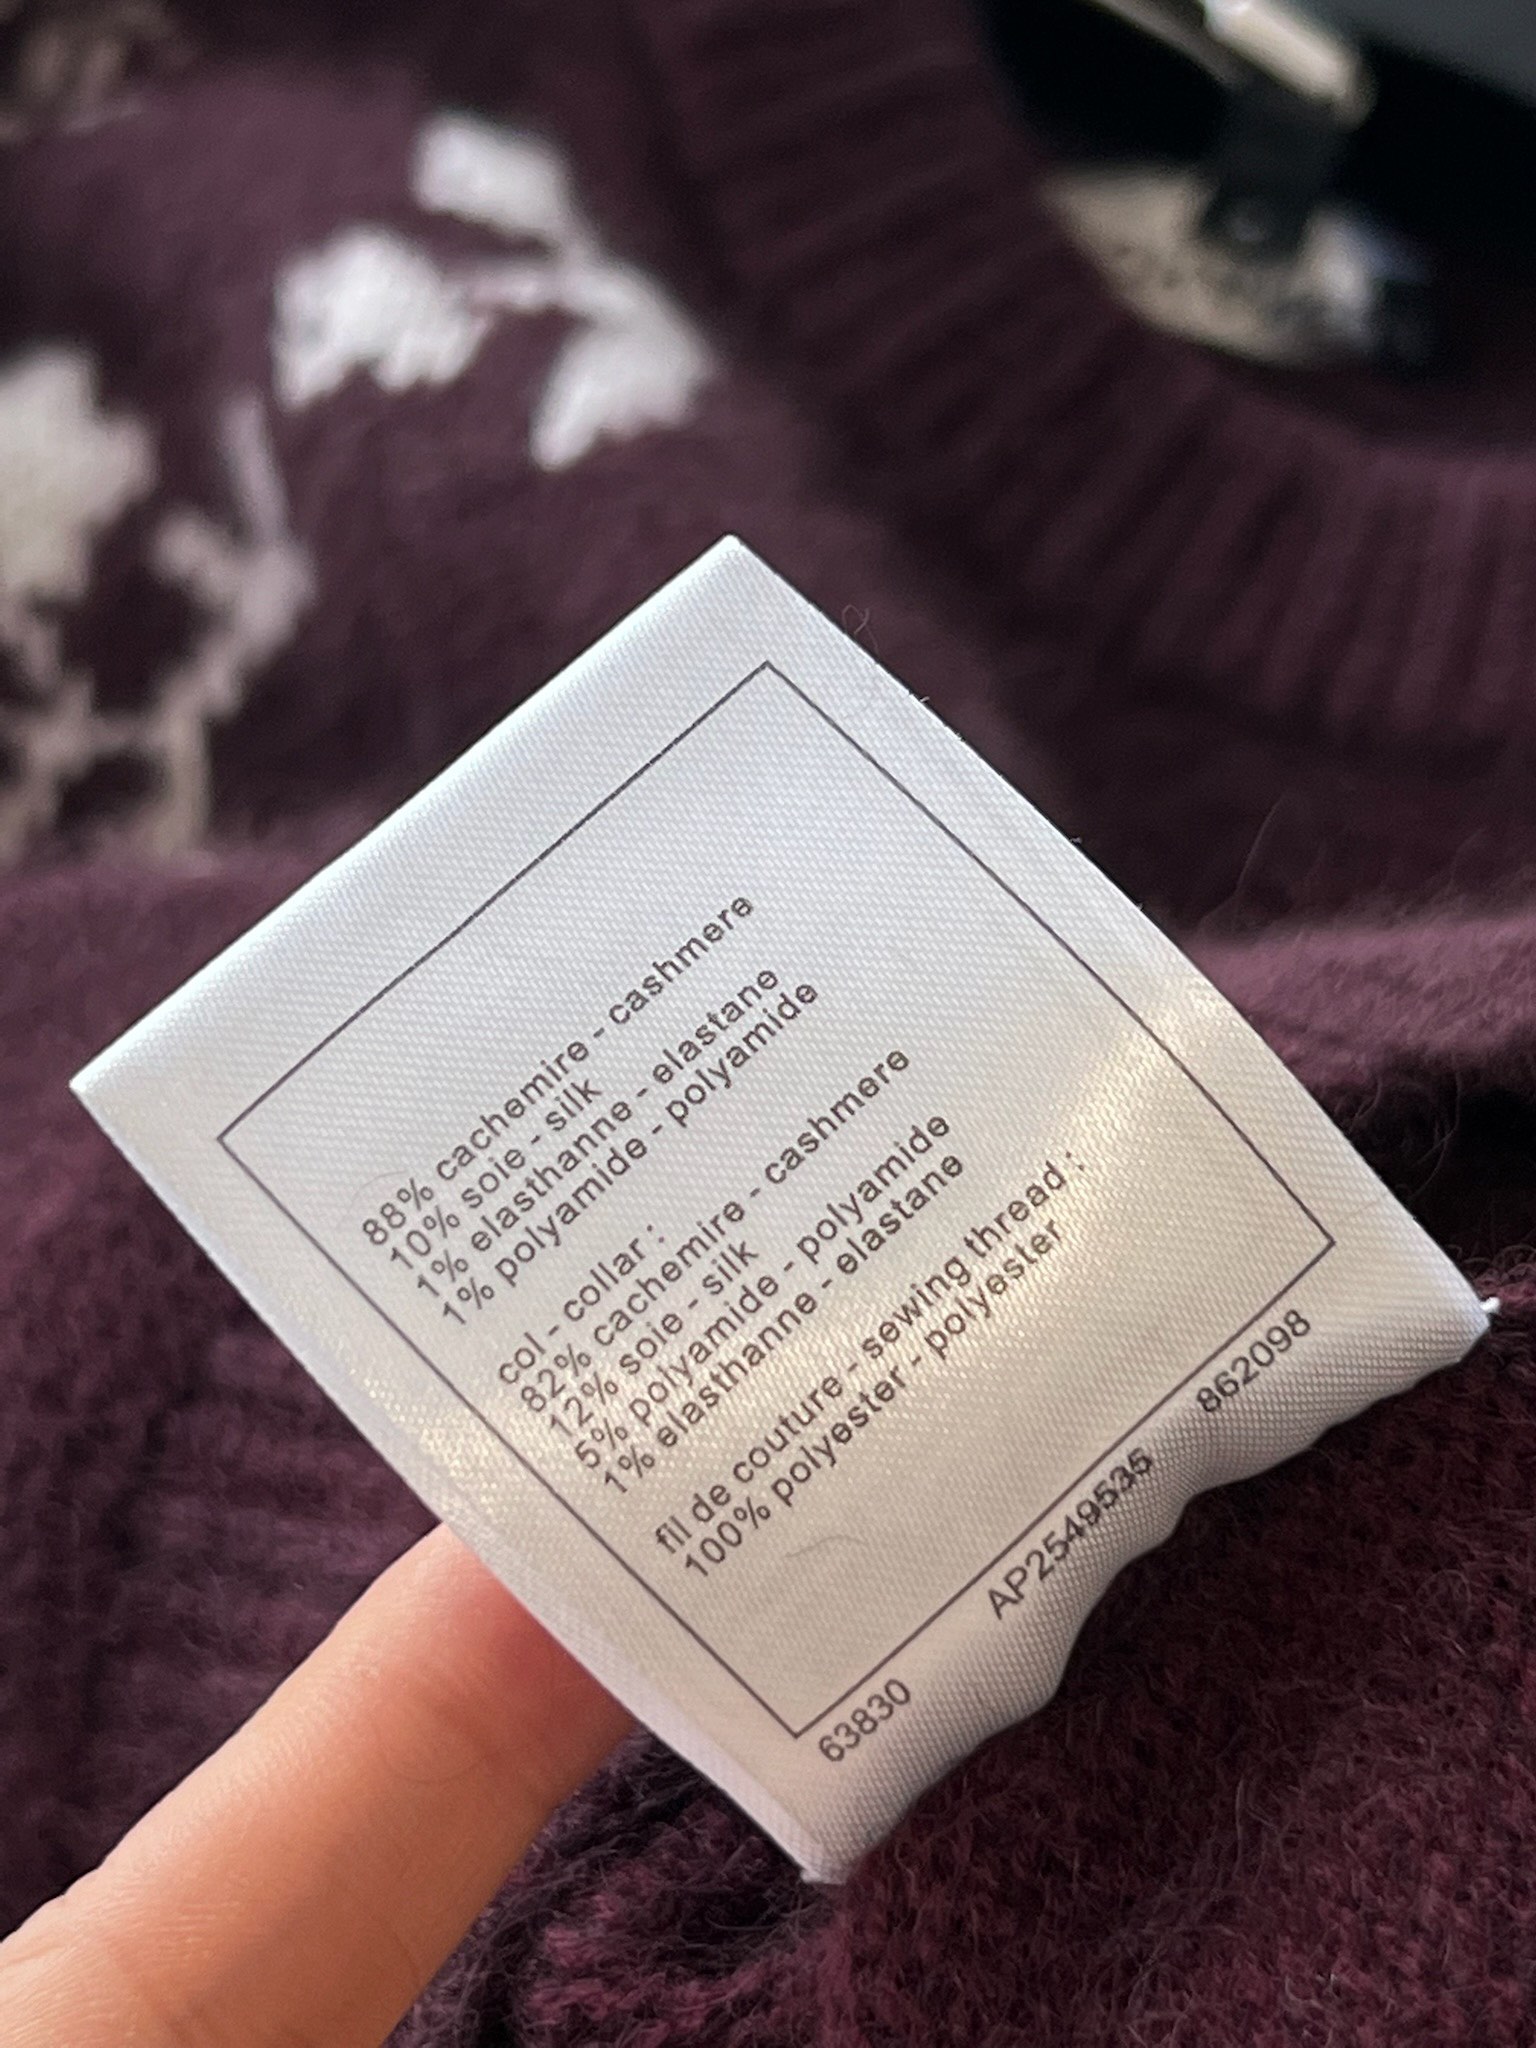 88% cachemire - cashmere
10% soie - silk
1% elasthanne - elastane
1% polyamide - polyamide
col - collar :
82% cachemire - cashmere
12% soie - silk
5% polyamide - polyamide
1% elasthanne - elastane
fil de couture - sewing thread :
100% polyester - polyester
63830 AP2549535 862098